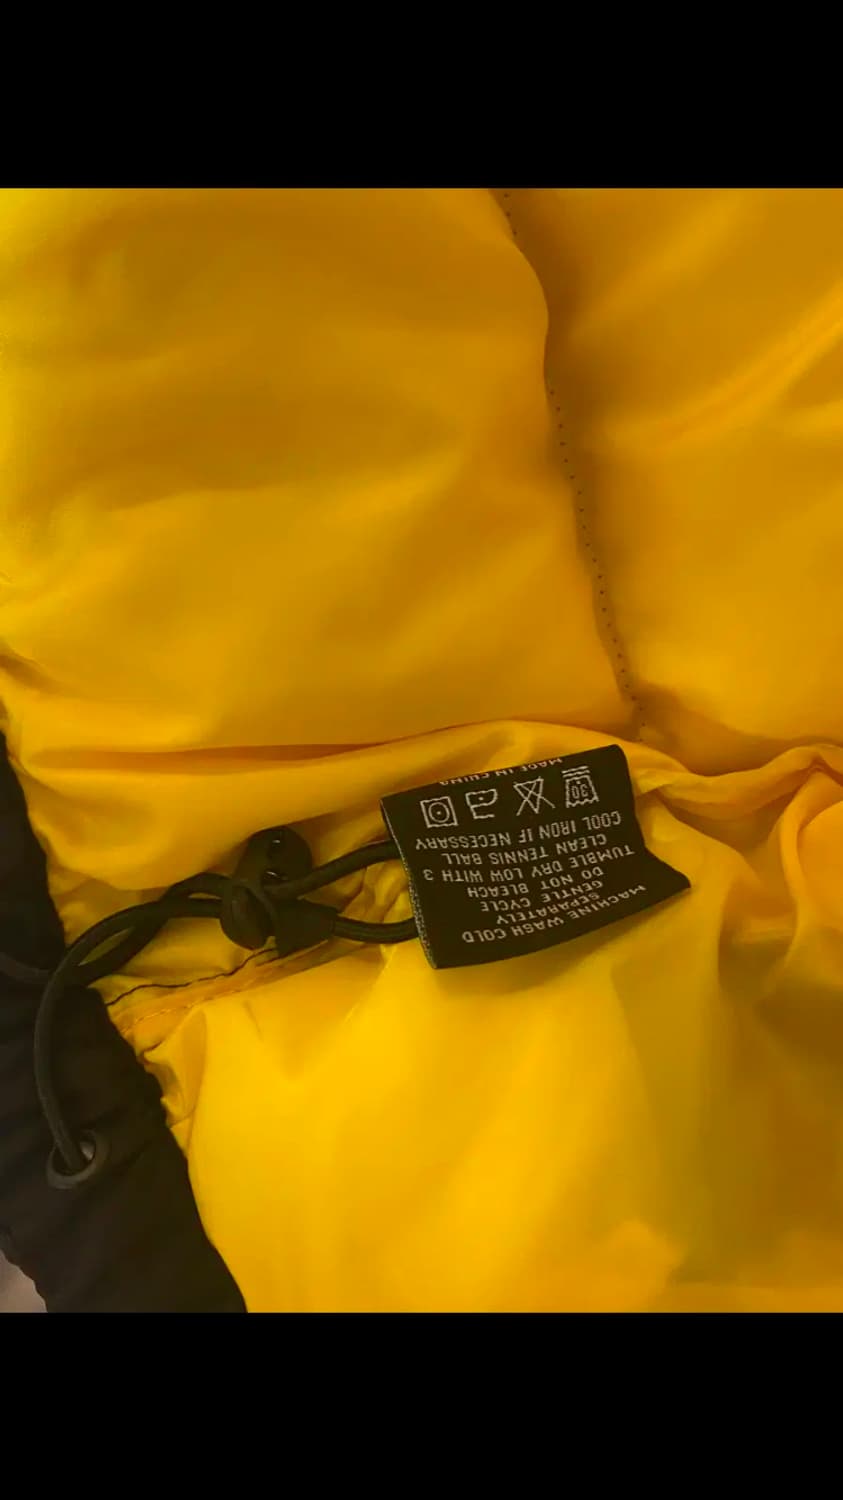 MACHINE WASH COLD
SEPARATELY
GENTLE CYCLE
DO NOT BLEACH
TUMBLE DRY LOW WITH 3
CLEAN TENNIS BALL
COOL IRON IF NECESSARY
30
MADE IN CHINA